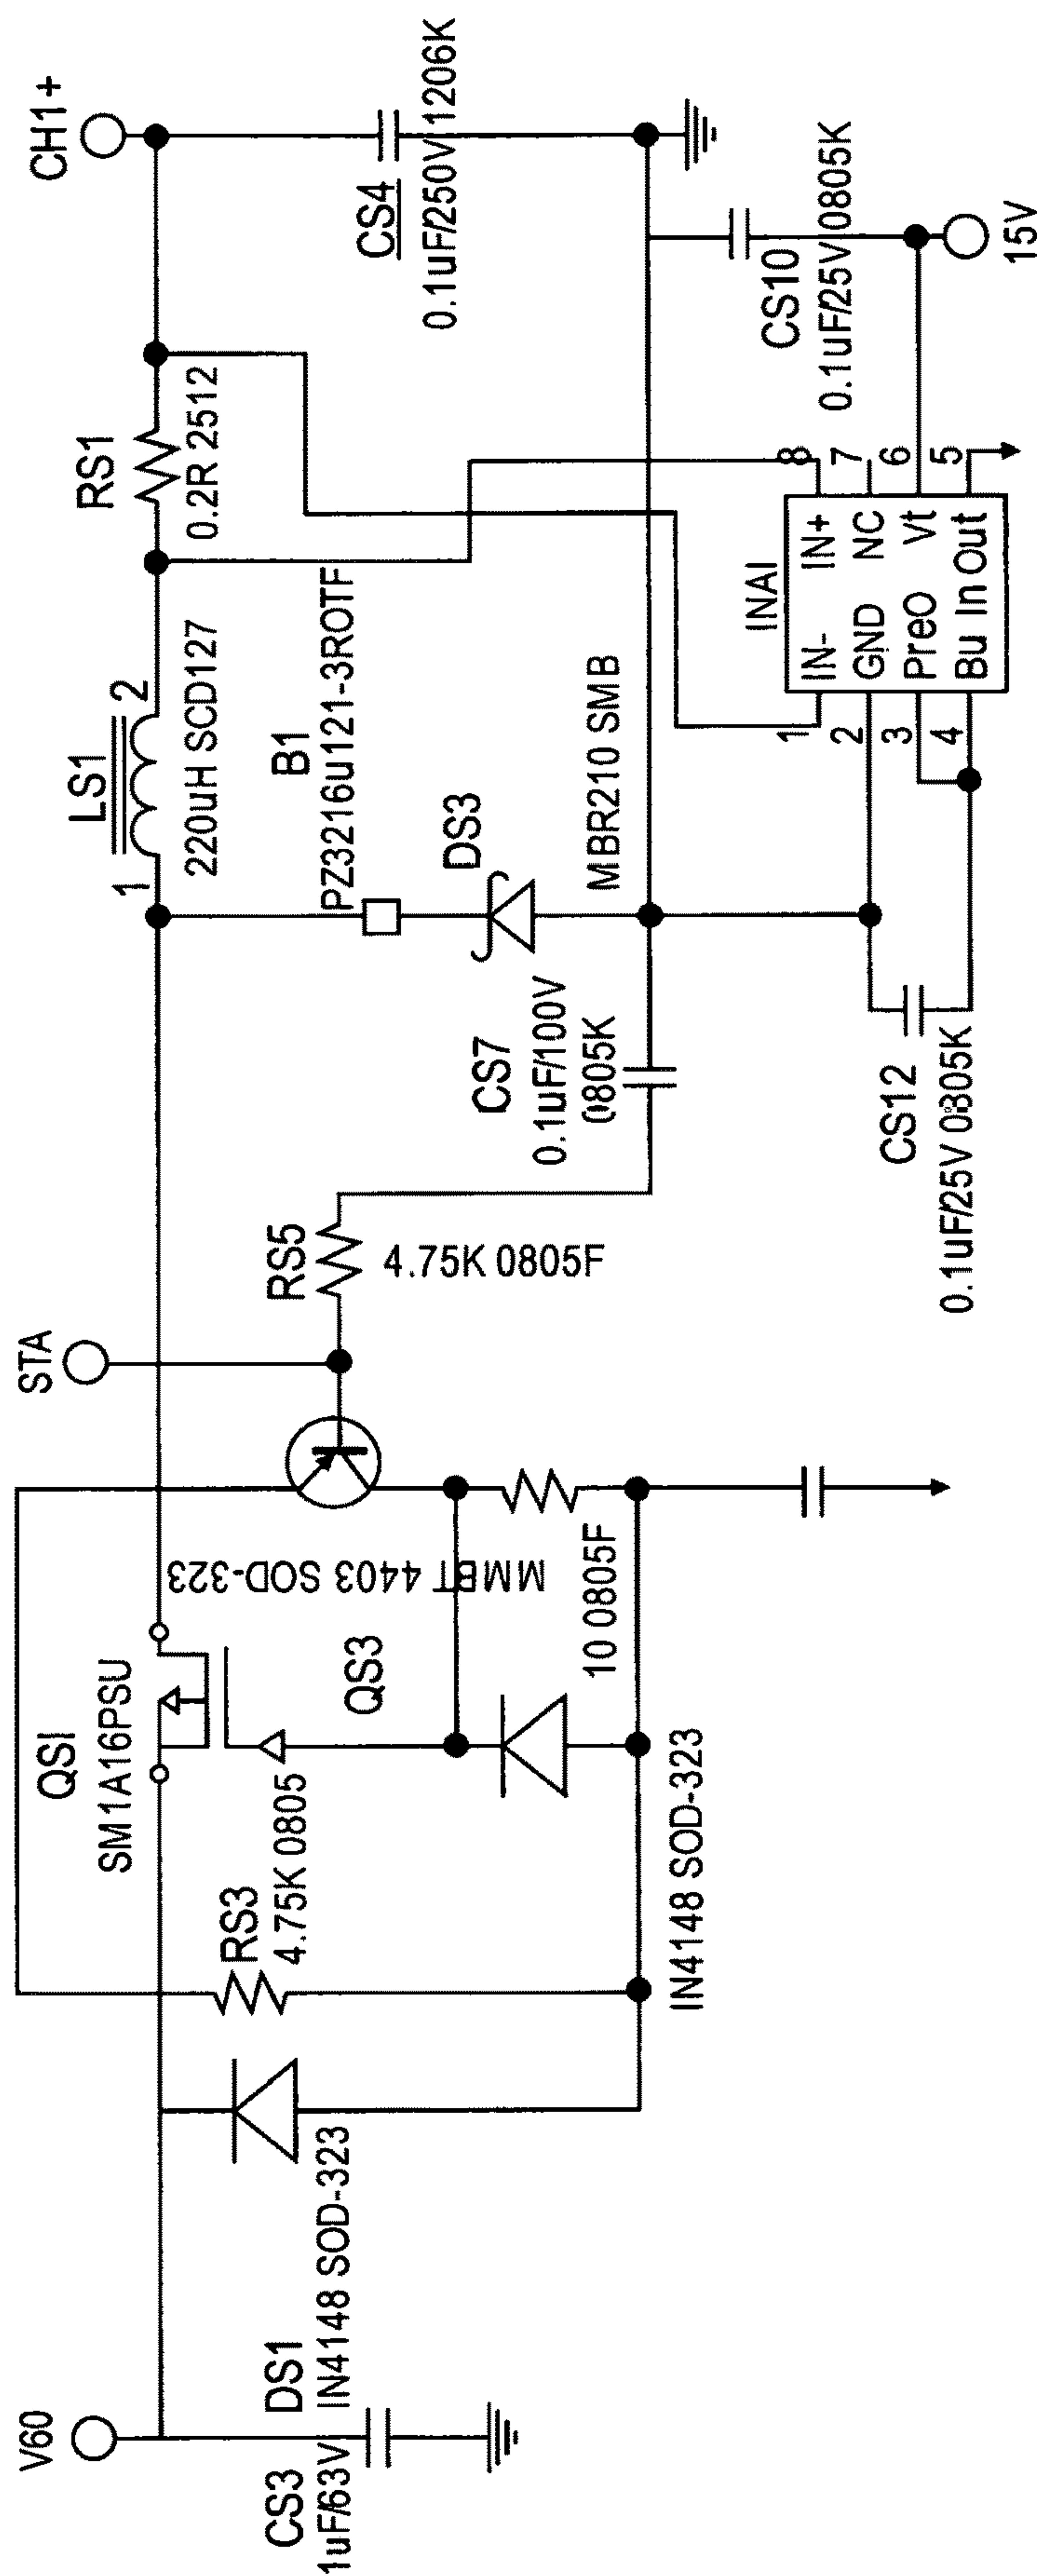 V60
CS3
1uF/63V
DS1
IN4148 SOD-323
RS3
4.75K 0805
QSI
SM1A16PSU
QS3
MMBT 4403 SOD-323
10 0805F
IN4148 SOD-323
STA
RS5
4.75K 0805F
CS7
0.1uF/100V
0805K
DS3
MBR210 SMB
B1
PZ3216u121-3ROTF
1
LS1
2
220uH SCD127
RS1
0.2R 2512
CH1+
CS4
0.1uF/250V 1206K
CS10
0.1uF/25V 0805K
15V
INAI
1 IN- IN+ 8
2 GND NC 7
3 PreO Vt 6
4 Bu In Out 5
CS12
0.1uF/25V 0805K